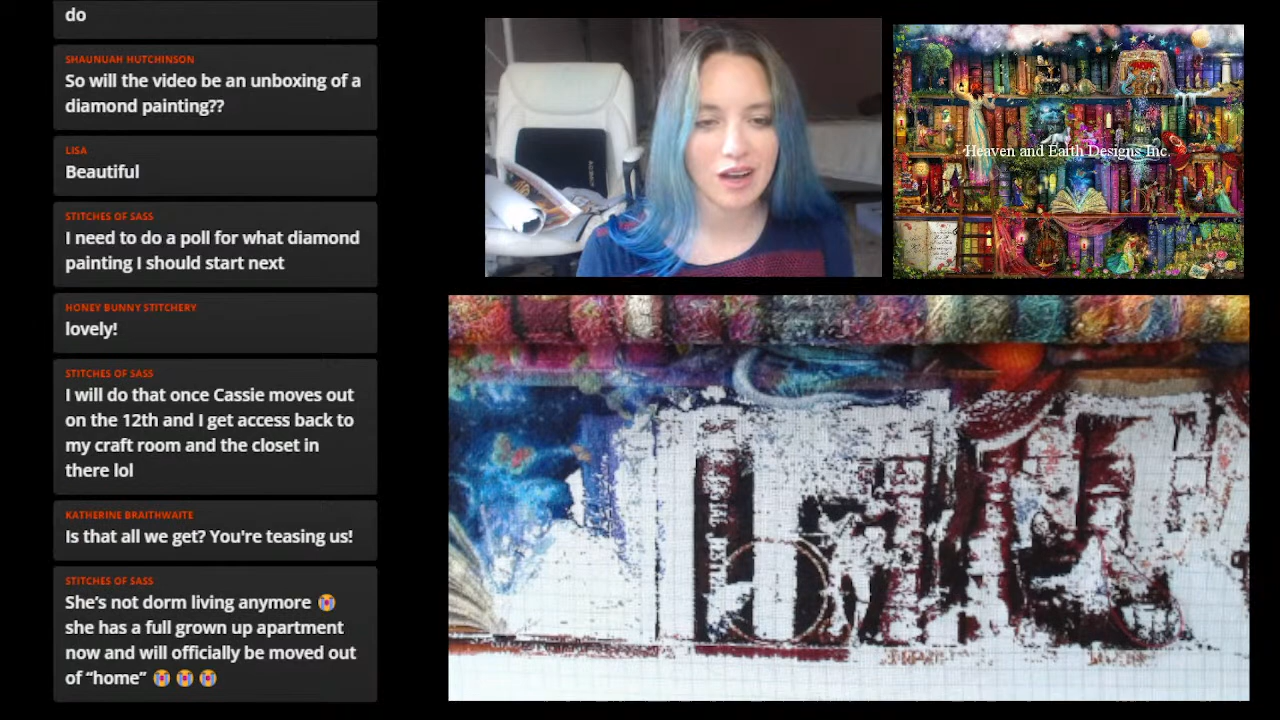 do
SHAUNUAH HUTCHINSON
So will the video be an unboxing of a
diamond painting??
LISA
Beautiful
STITCHES OF SASS
I need to do a poll for what diamond
painting I should start next
HONEY BUNNY STITCHERY
lovely!
STITCHES OF SASS
I will do that once Cassie moves out
on the 12th and I get access back to
my craft room and the closet in
there lol
KATHERINE BRAITHWAITE
Is that all we get? You're teasing us!
STITCHES OF SASS
She's not dorm living anymore 😭
she has a full grown up apartment
now and will officially be moved out
of “home” 😭 😭 😭
Heaven and Earth Designs Inc.